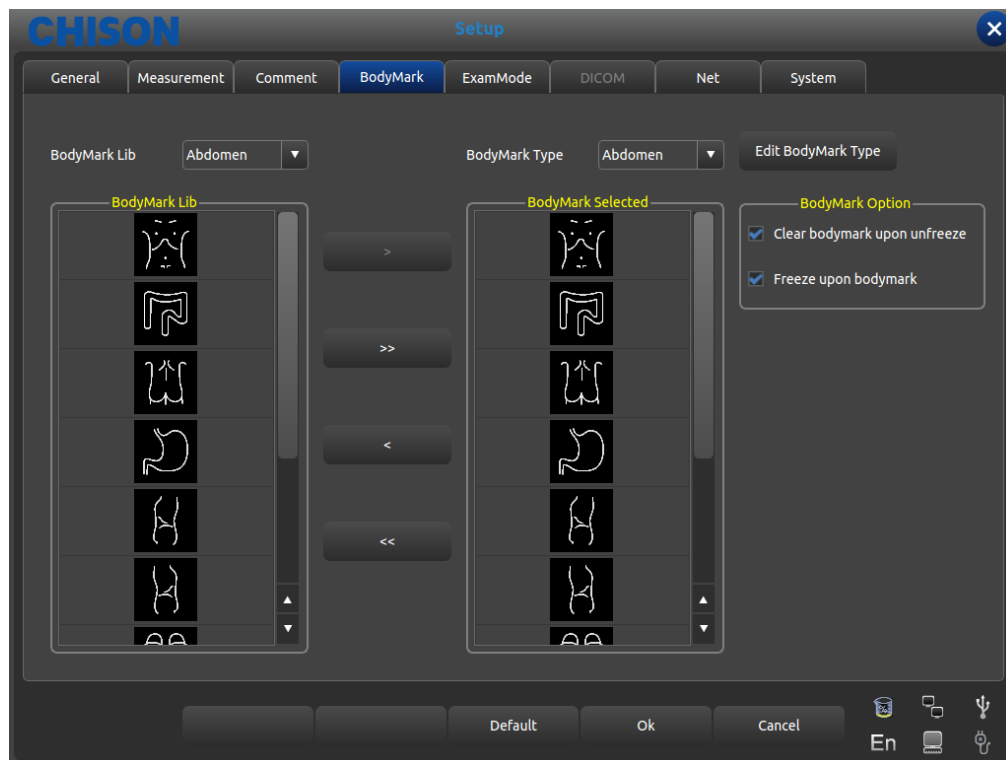 CHISON
Setup
General Measurement Comment BodyMark ExamMode DICOM Net System
BodyMark Lib Abdomen BodyMark Type Abdomen Edit BodyMark Type
BodyMark Lib BodyMark Selected BodyMark Option
Clear bodymark upon unfreeze
>
Freeze upon bodymark
>>
<
<<
Default Ok Cancel
En